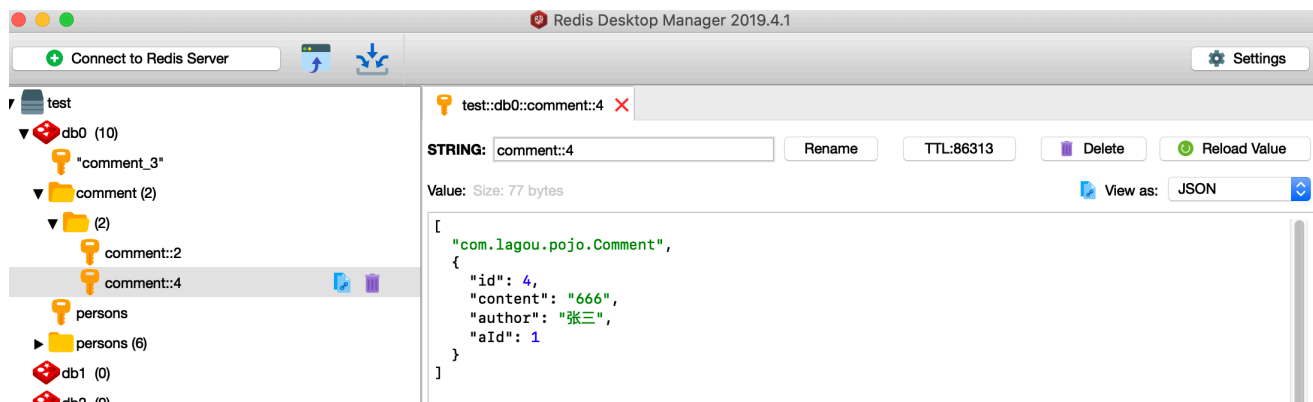 Redis Desktop Manager 2019.4.1
Connect to Redis Server
Settings
test
db0 (10)
"comment_3"
comment (2)
(2)
comment::2
comment::4
persons
persons (6)
db1 (0)
test::db0::comment::4
STRING: comment::4 Rename TTL:86313 Delete Reload Value
Value: Size: 77 bytes View as: JSON
[
"com.lagou.pojo.Comment",
{
"id": 4,
"content": "666",
"author": "张三",
"aId": 1
}
]